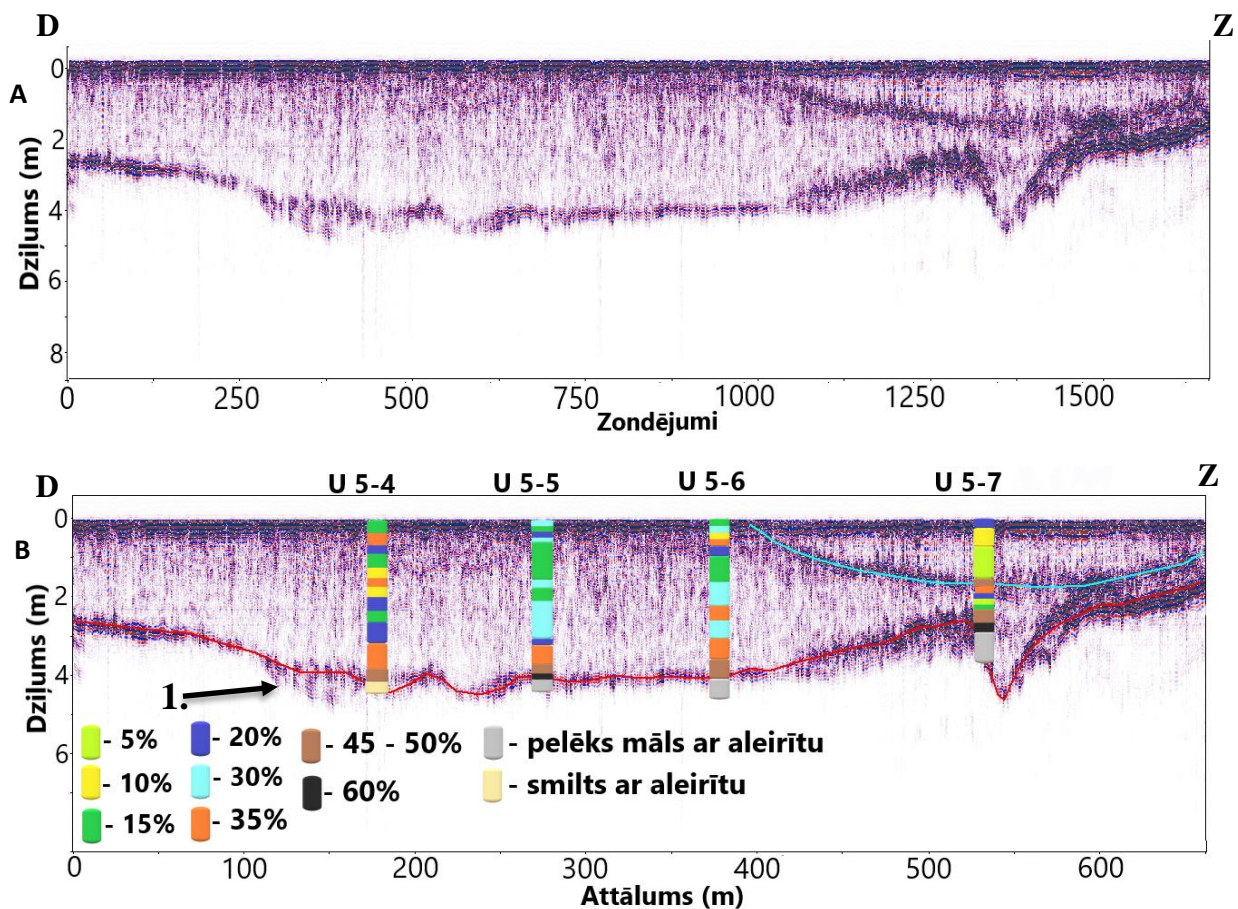 D Z
A
0
2
4
6
8
Dziļums (m)
0 250 500 750 1000 1250 1500
Zondējumi
U 5-4 U 5-5 U 5-6 U 5-7
D Z
B
0
2
4
6
Dziļums (m)
1.
- 5% - 20% - 45 - 50% - pelēks māls ar aleirītu
- 10% - 30% - 60% - smilts ar aleirītu
- 15% - 35%
0 100 200 300 400 500 600
Attālums (m)